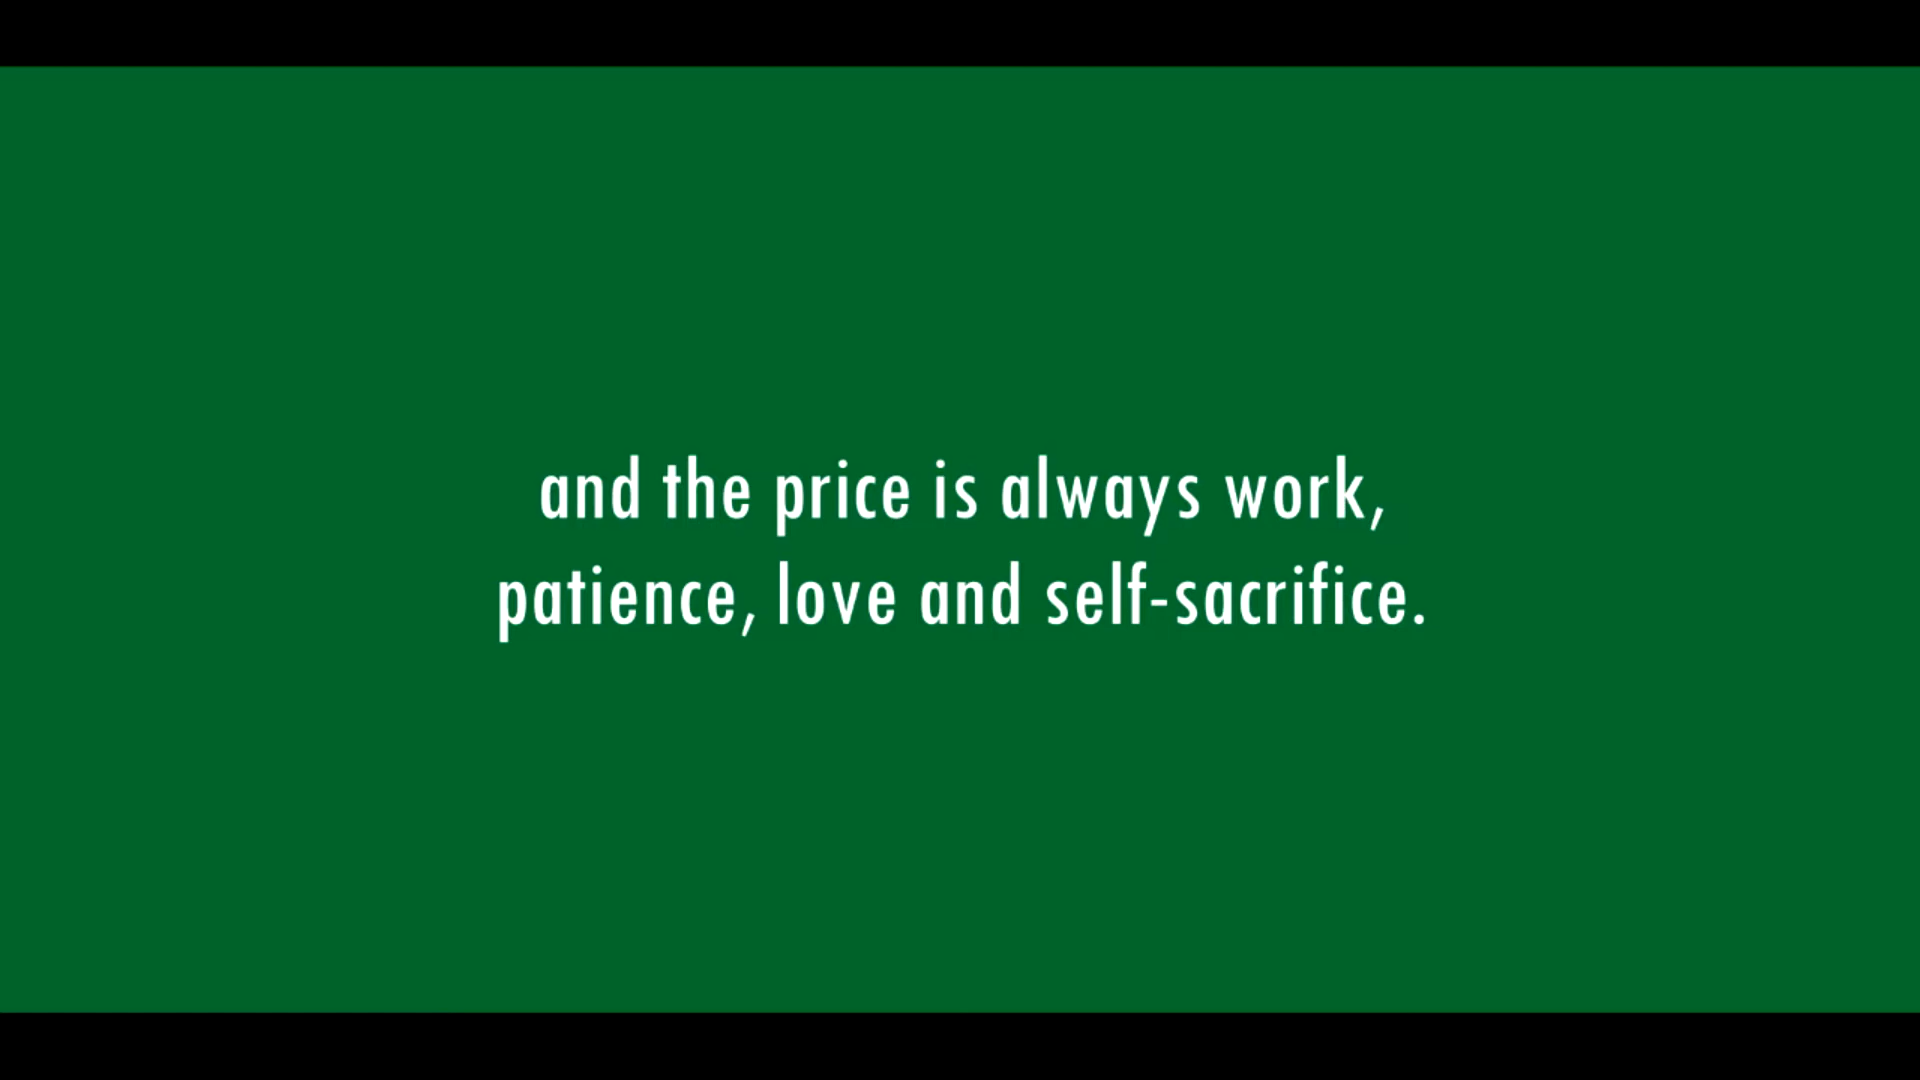 and the price is always work,
patience, love and self-sacrifice.